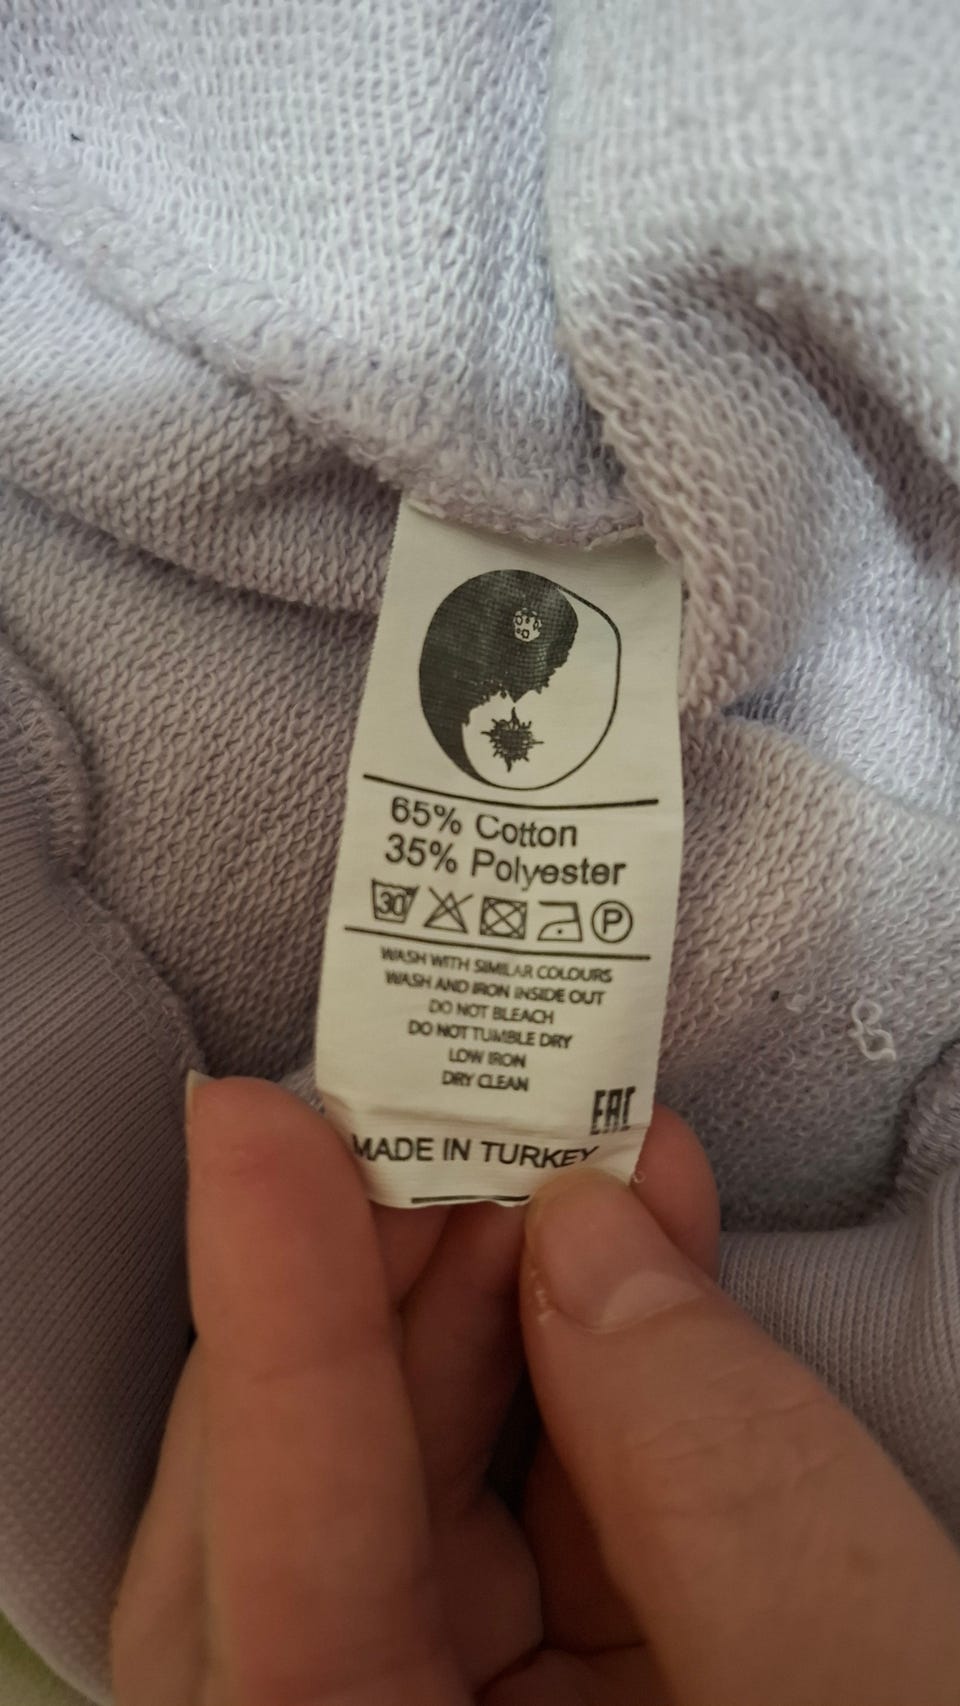 65% Cotton
35% Polyester
30 P
WASH WITH SIMILAR COLOURS
WASH AND IRON INSIDE OUT
DO NOT BLEACH
DO NOT TUMBLE DRY
LOW IRON
DRY CLEAN
EAC
MADE IN TURKEY